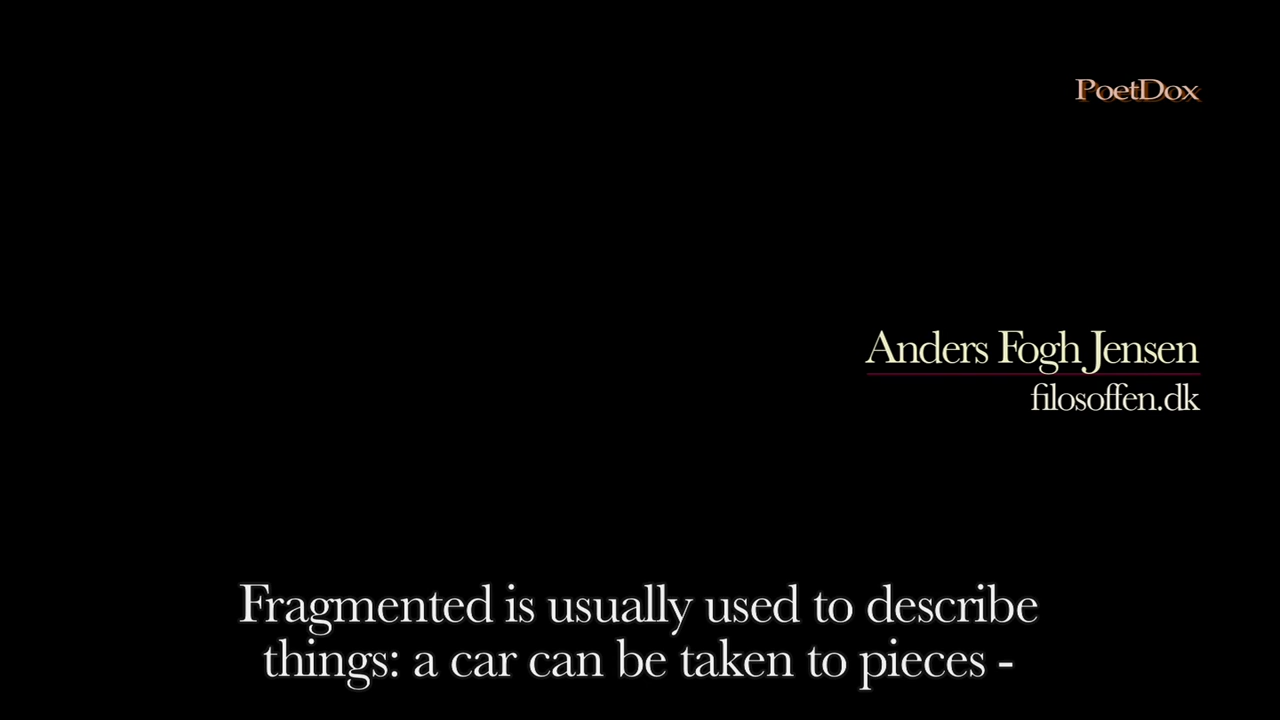 PoetDox
Anders Fogh Jensen
filosoffen.dk
Fragmented is usually used to describe
things: a car can be taken to pieces -